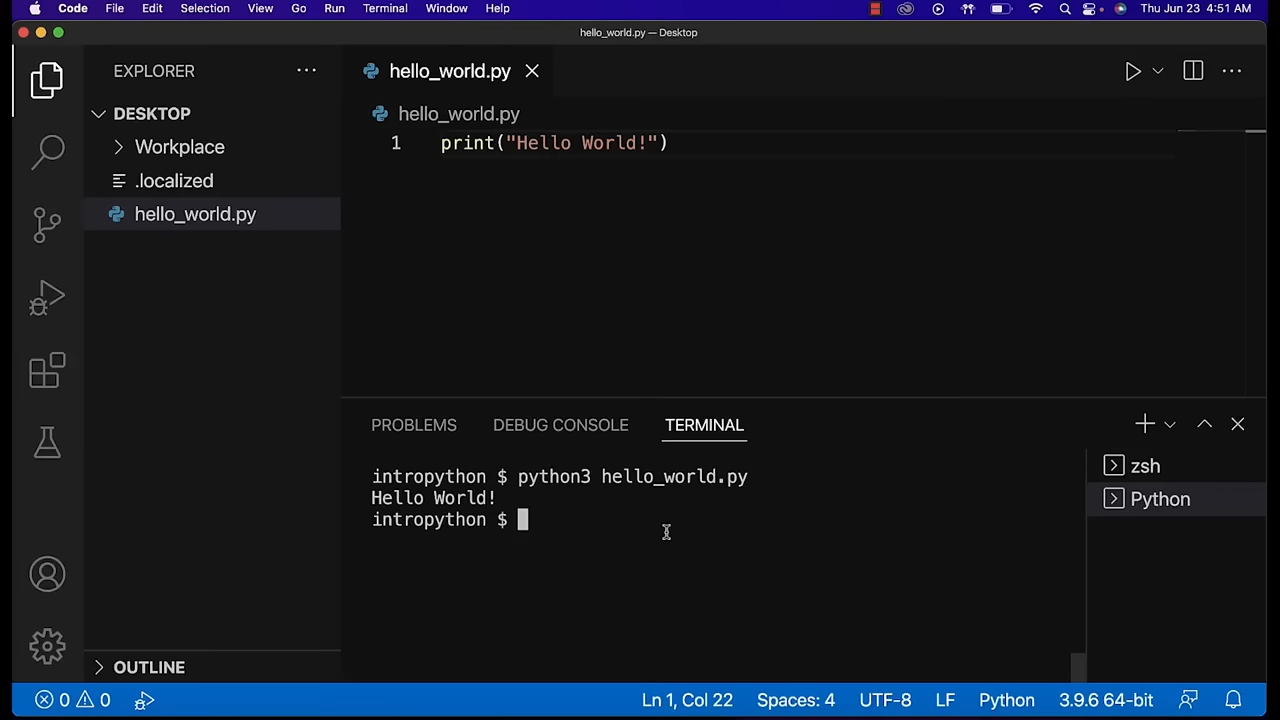 Code File Edit Selection View Go Run Terminal Window Help Thu Jun 23 4:51 AM
hello_world.py — Desktop
EXPLORER
hello_world.py
DESKTOP
hello_world.py
Workplace
1 print("Hello World!")
.localized
hello_world.py
PROBLEMS DEBUG CONSOLE TERMINAL
intropython $ python3 hello_world.py
Hello World!
intropython $
zsh
Python
OUTLINE
0 0 Ln 1, Col 22 Spaces: 4 UTF-8 LF Python 3.9.6 64-bit